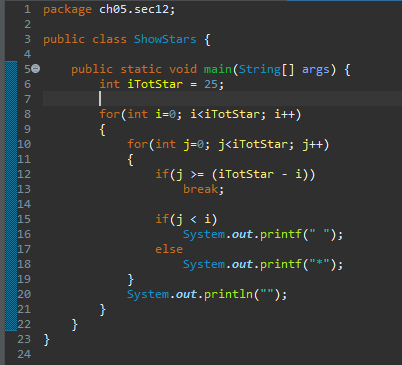 1 package ch05.sec12;
2
3 public class ShowStars {
4
5     public static void main(String[] args) {
6         int iTotStar = 25;
7
8         for(int i=0; i<iTotStar; i++)
9         {
10             for(int j=0; j<iTotStar; j++)
11             {
12                 if(j >= (iTotStar - i))
13                     break;
14
15                 if(j < i)
16                     System.out.printf(" ");
17                 else
18                     System.out.printf("*");
19             }
20             System.out.println("");
21         }
22     }
23 }
24